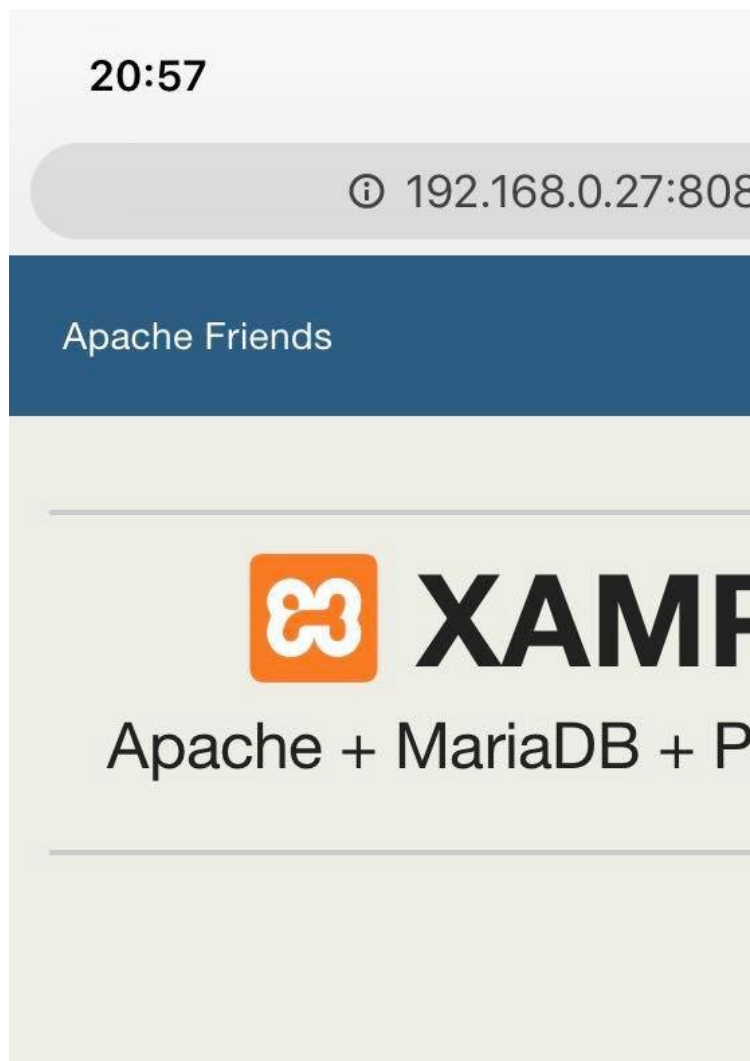 20:57
192.168.0.27:808
Apache Friends
XAMP
Apache + MariaDB + P